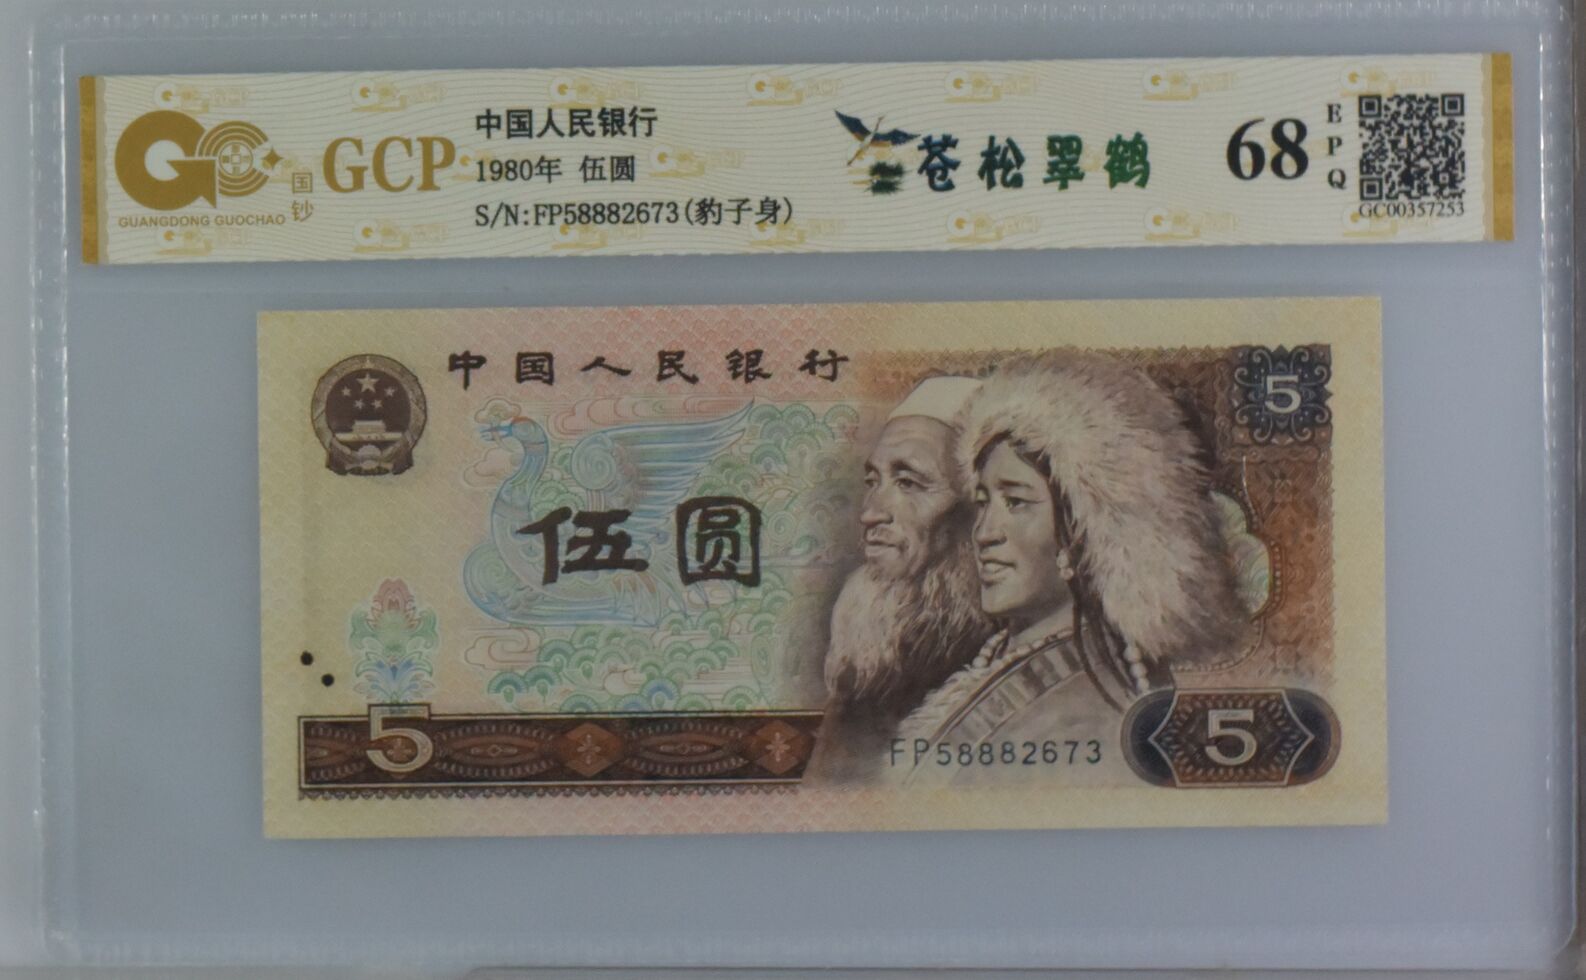 GUANGDONG GUOCHAO
国钞
GCP
中国人民银行
1980年 伍圆
S/N:FP58882673(豹子身)
苍松翠鹤
68
EPQ
GC00357253
中国人民银行
5
伍圆
5
FP58882673
5